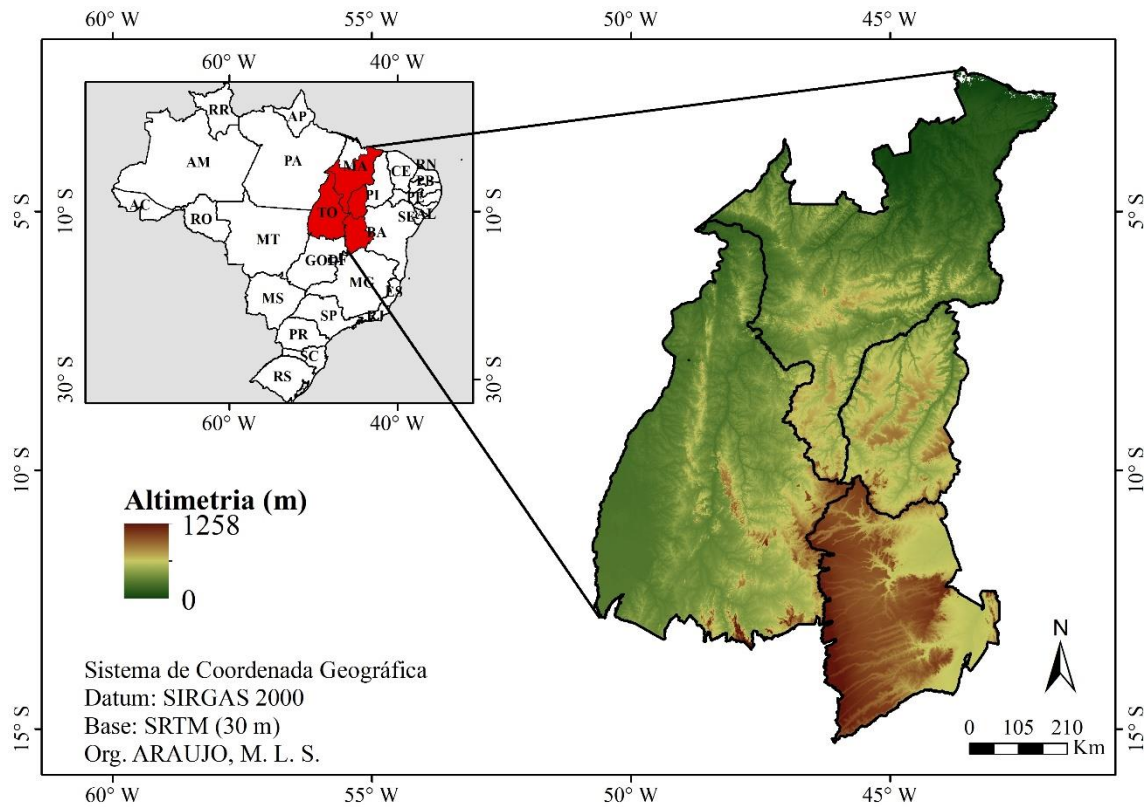 60° W
55° W
50° W
45° W
60° W
40° W
RR
AP
AM
PA
MA
CE
RN
PB
PI
PE
AC
TO
AL
SE
RO
BA
MT
GO
DF
MG
ES
MS
SP
RJ
PR
SC
RS
10° S
30° S
60° W
40° W
5° S
10° S
15° S
5° S
10° S
15° S
Altimetria (m)
1258
0
Sistema de Coordenada Geográfica
Datum: SIRGAS 2000
Base: SRTM (30 m)
Org. ARAUJO, M. L. S.
N
0 105 210
Km
60° W
55° W
50° W
45° W